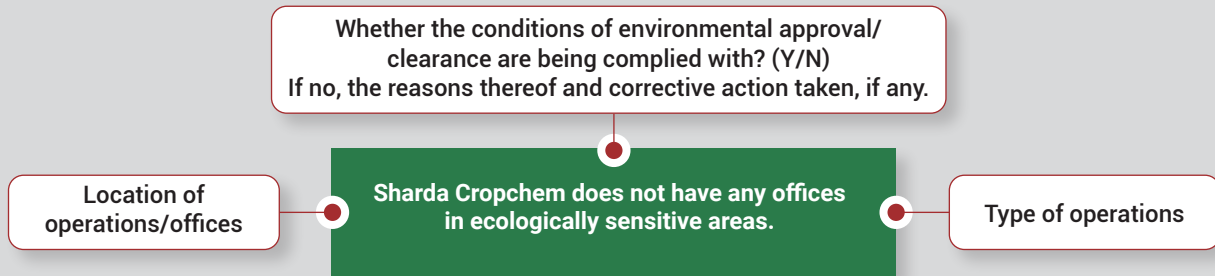 Whether the conditions of environmental approval/
clearance are being complied with? (Y/N)
If no, the reasons thereof and corrective action taken, if any.
Location of
operations/offices
Sharda Cropchem does not have any offices
in ecologically sensitive areas.
Type of operations